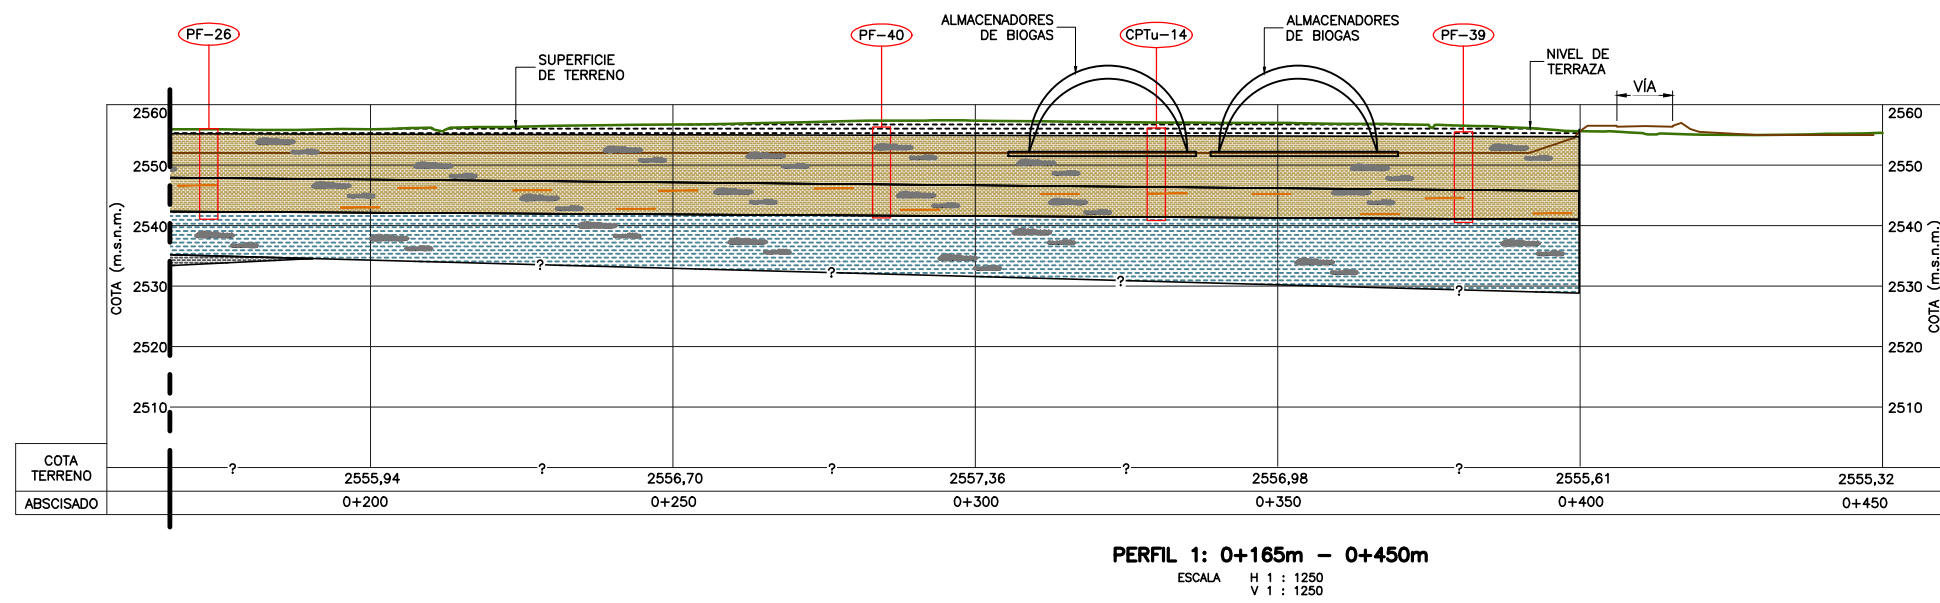 PF-26
PF-40
ALMACENADORES
DE BIOGAS
CPTu-14
ALMACENADORES
DE BIOGAS
PF-39
SUPERFICIE
DE TERRENO
NIVEL DE
TERRAZA
VÍA
2560
2550
2540
2530
2520
2510
COTA (m.s.n.m.)
2560
2550
2540
2530
2520
2510
COTA (m.s.n.m.)
? ? ? ?
? ? ? ? ?
COTA
TERRENO
2555,94 2556,70 2557,36 2556,98 2555,61 2555,32
ABSCISADO 0+200 0+250 0+300 0+350 0+400 0+450
PERFIL 1: 0+165m - 0+450m
ESCALA H 1 : 1250
V 1 : 1250